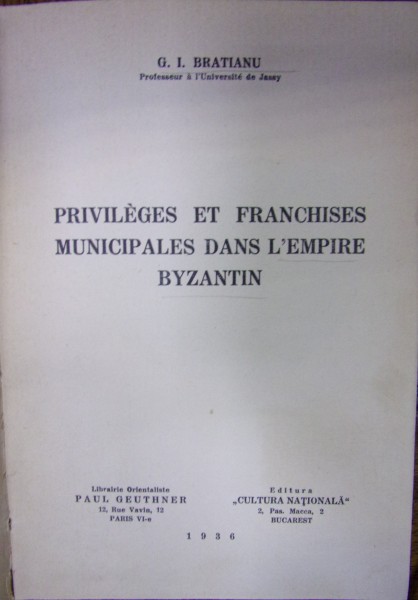 G. I. BRATIANU
Professeur à l'Université de Jassy
PRIVILÈGES ET FRANCHISES
MUNICIPALES DANS L'EMPIRE
BYZANTIN
Librairie Orientaliste
PAUL GEUTHNER
12, Rue Vavin, 12
PARIS VI-e
Editura
„CULTURA NAȚIONALĂ"
2, Pas. Macca, 2
BUCAREST
1936